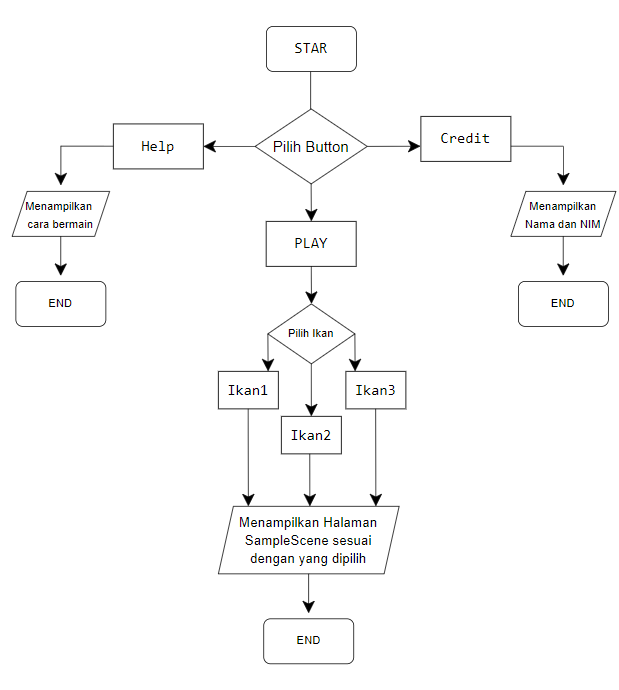 STAR
Pilih Button
Help
Credit
Menampilkan
cara bermain
Menampilkan
Nama dan NIM
PLAY
END
END
Pilih Ikan
Ikan1
Ikan2
Ikan3
Menampilkan Halaman
SampleScene sesuai
dengan yang dipilih
END